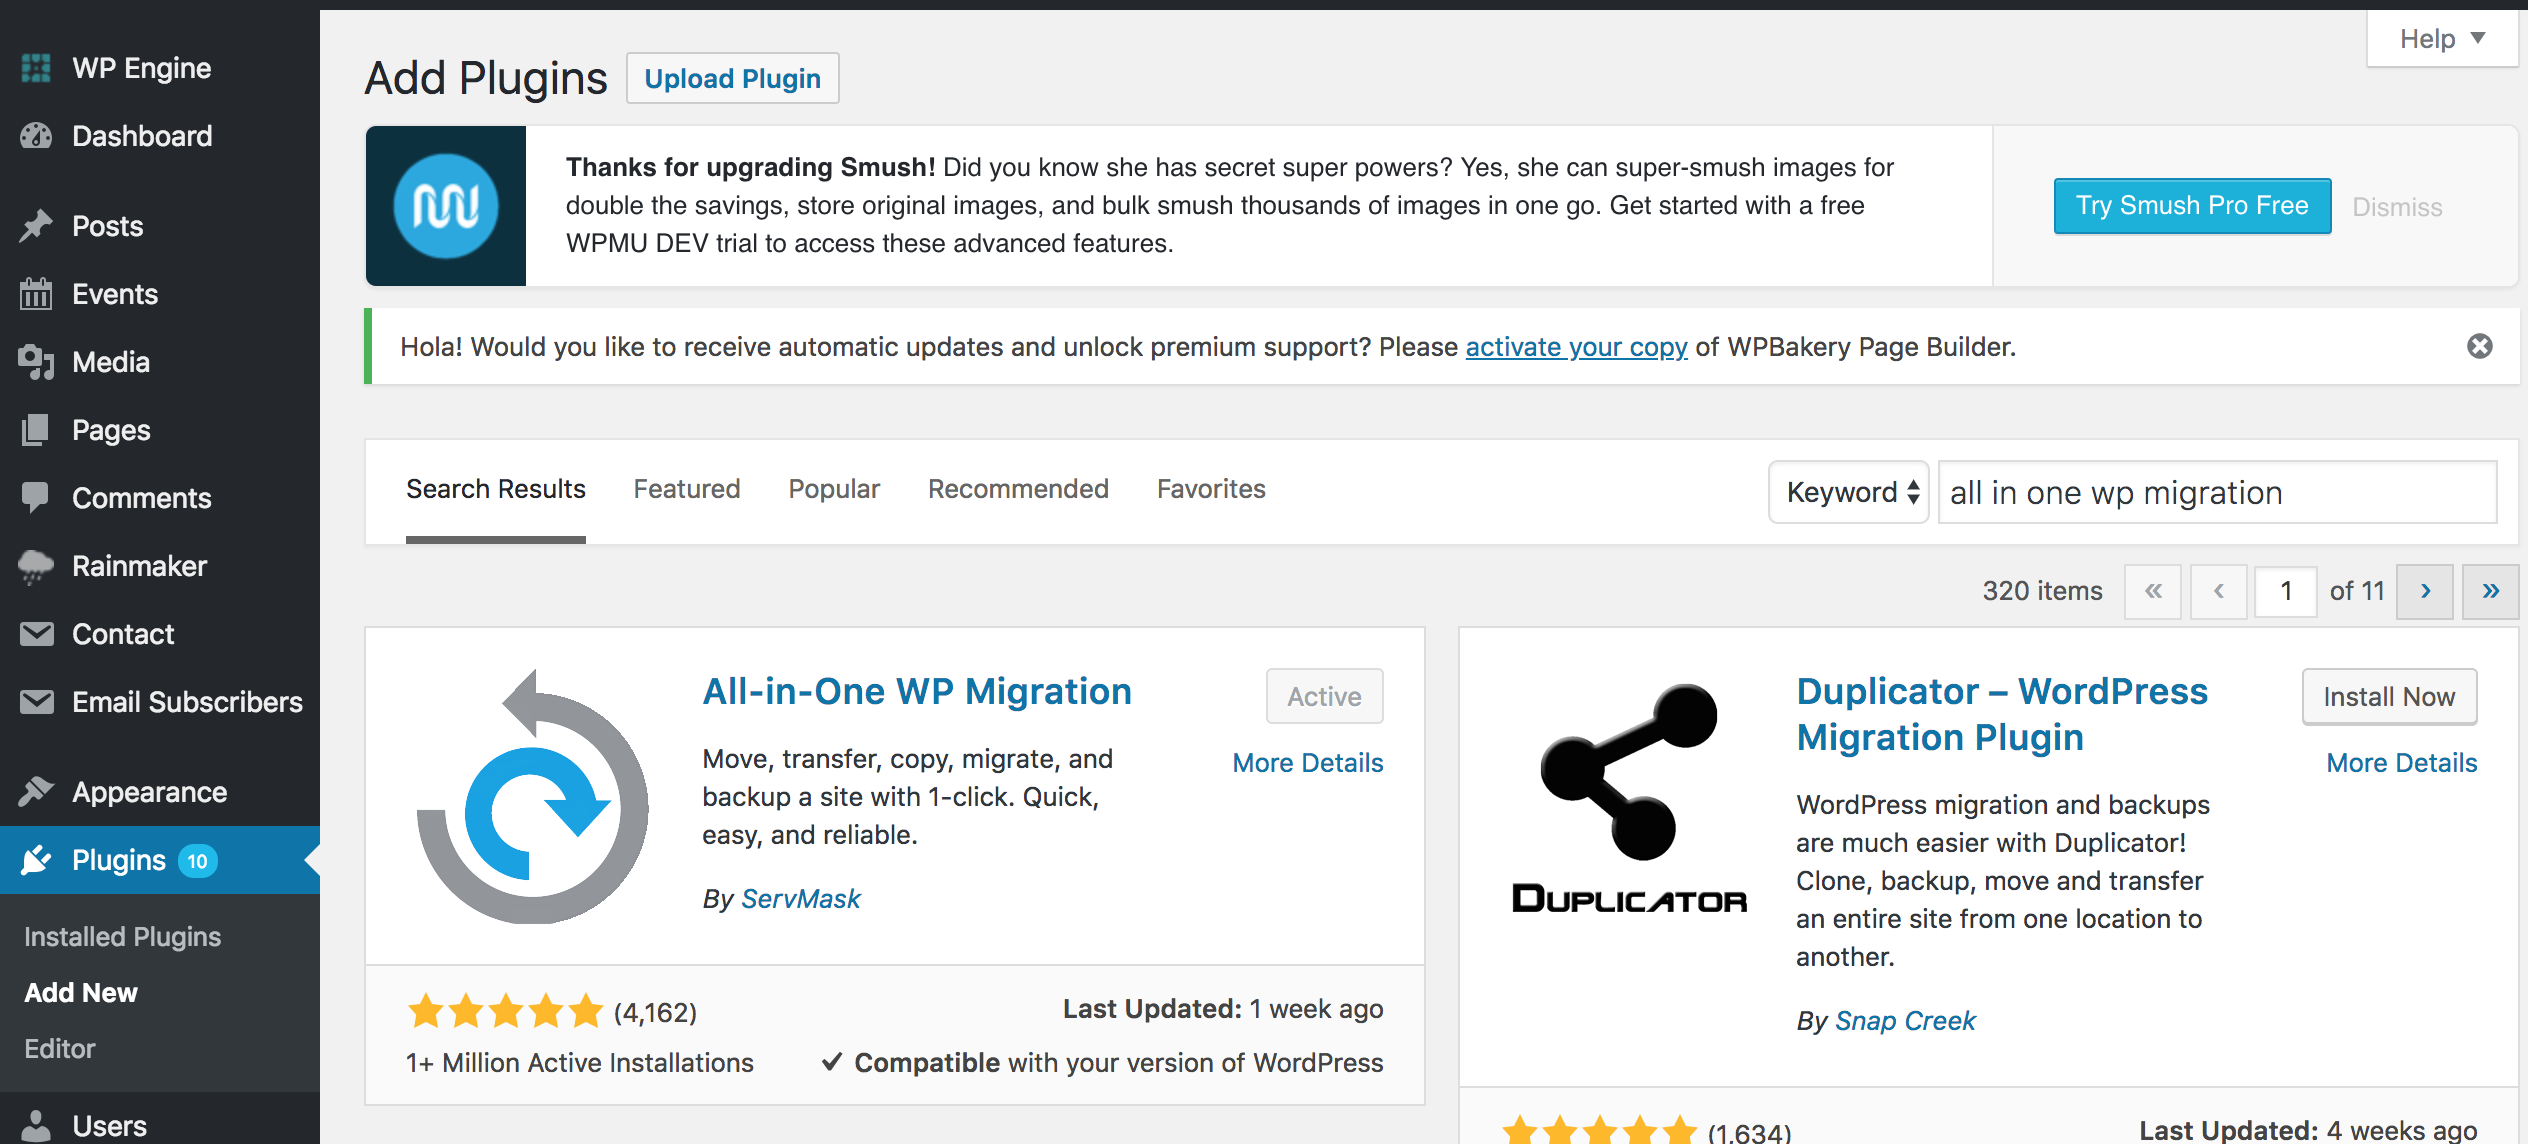 WP Engine
Dashboard
Posts
Events
Media
Pages
Comments
Rainmaker
Contact
Email Subscribers
Appearance
Plugins 10
Installed Plugins
Add New
Editor
Users
Help
Add Plugins
Upload Plugin
Thanks for upgrading Smush! Did you know she has secret super powers? Yes, she can super-smush images for
double the savings, store original images, and bulk smush thousands of images in one go. Get started with a free
WPMU DEV trial to access these advanced features.
Try Smush Pro Free
Dismiss
Hola! Would you like to receive automatic updates and unlock premium support? Please activate your copy of WPBakery Page Builder.
Search Results Featured Popular Recommended Favorites
Keyword
all in one wp migration
320 items « ‹ 1 of 11 › »
All-in-One WP Migration
Active
More Details
Move, transfer, copy, migrate, and
backup a site with 1-click. Quick,
easy, and reliable.
By ServMask
(4,162)
Last Updated: 1 week ago
1+ Million Active Installations
✓ Compatible with your version of WordPress
DUPLICATOR
Duplicator – WordPress
Migration Plugin
Install Now
More Details
WordPress migration and backups
are much easier with Duplicator!
Clone, backup, move and transfer
an entire site from one location to
another.
By Snap Creek
(1,634)
Last Updated: 4 weeks ago